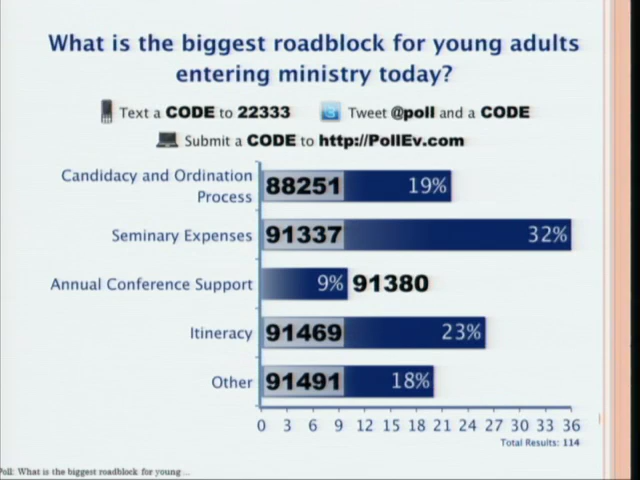 What is the biggest roadblock for young adults
entering ministry today?
Text a CODE to 22333 Tweet @poll and a CODE
Submit a CODE to http://PollEv.com
Candidacy and Ordination
Process
88251 19%
Seminary Expenses 91337 32%
Annual Conference Support 9% 91380
Itineracy 91469 23%
Other 91491 18%
0 3 6 9 12 15 18 21 24 27 30 33 36
Total Results: 114
Poll: What is the biggest roadblock for young ...